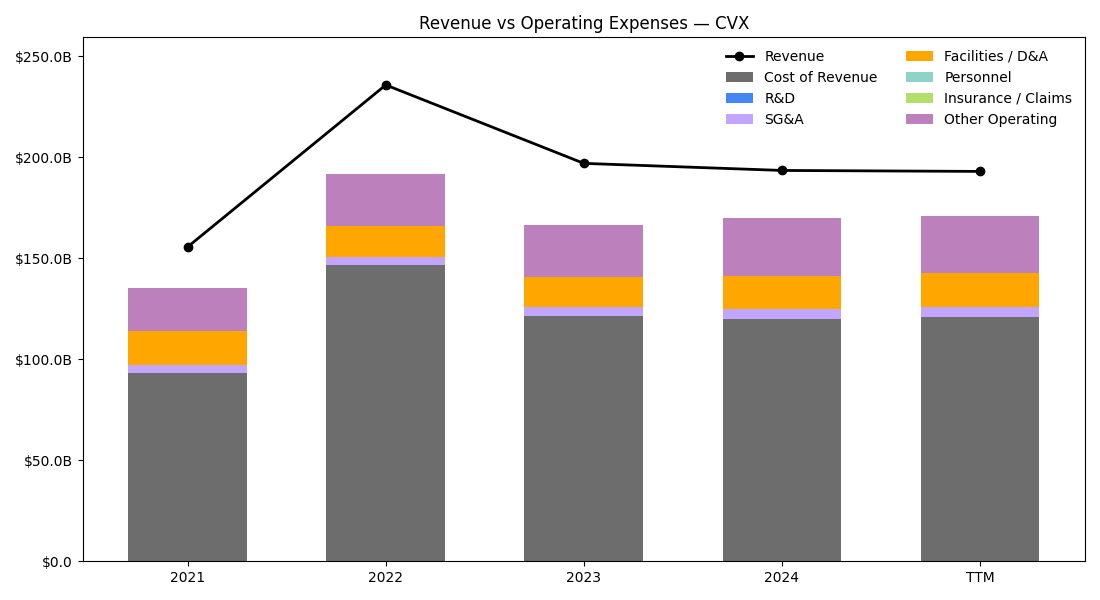 Revenue vs Operating Expenses — CVX
$250.0B
$200.0B
$150.0B
$100.0B
$50.0B
$0.0
Revenue
Cost of Revenue
R&D
SG&A
Facilities / D&A
Personnel
Insurance / Claims
Other Operating
2021
2022
2023
2024
TTM